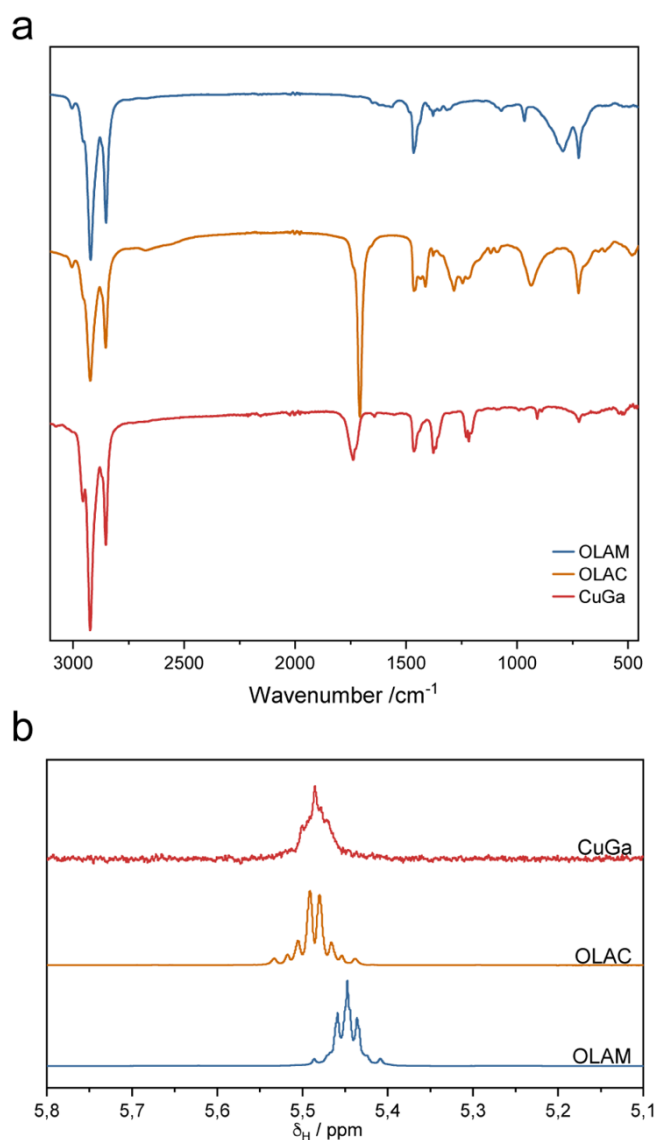 a
OLAM
OLAC
CuGa
3000 2500 2000 1500 1000 500
Wavenumber /cm⁻¹
b
CuGa
OLAC
OLAM
5,8 5,7 5,6 5,5 5,4 5,3 5,2 5,1
δH / ppm